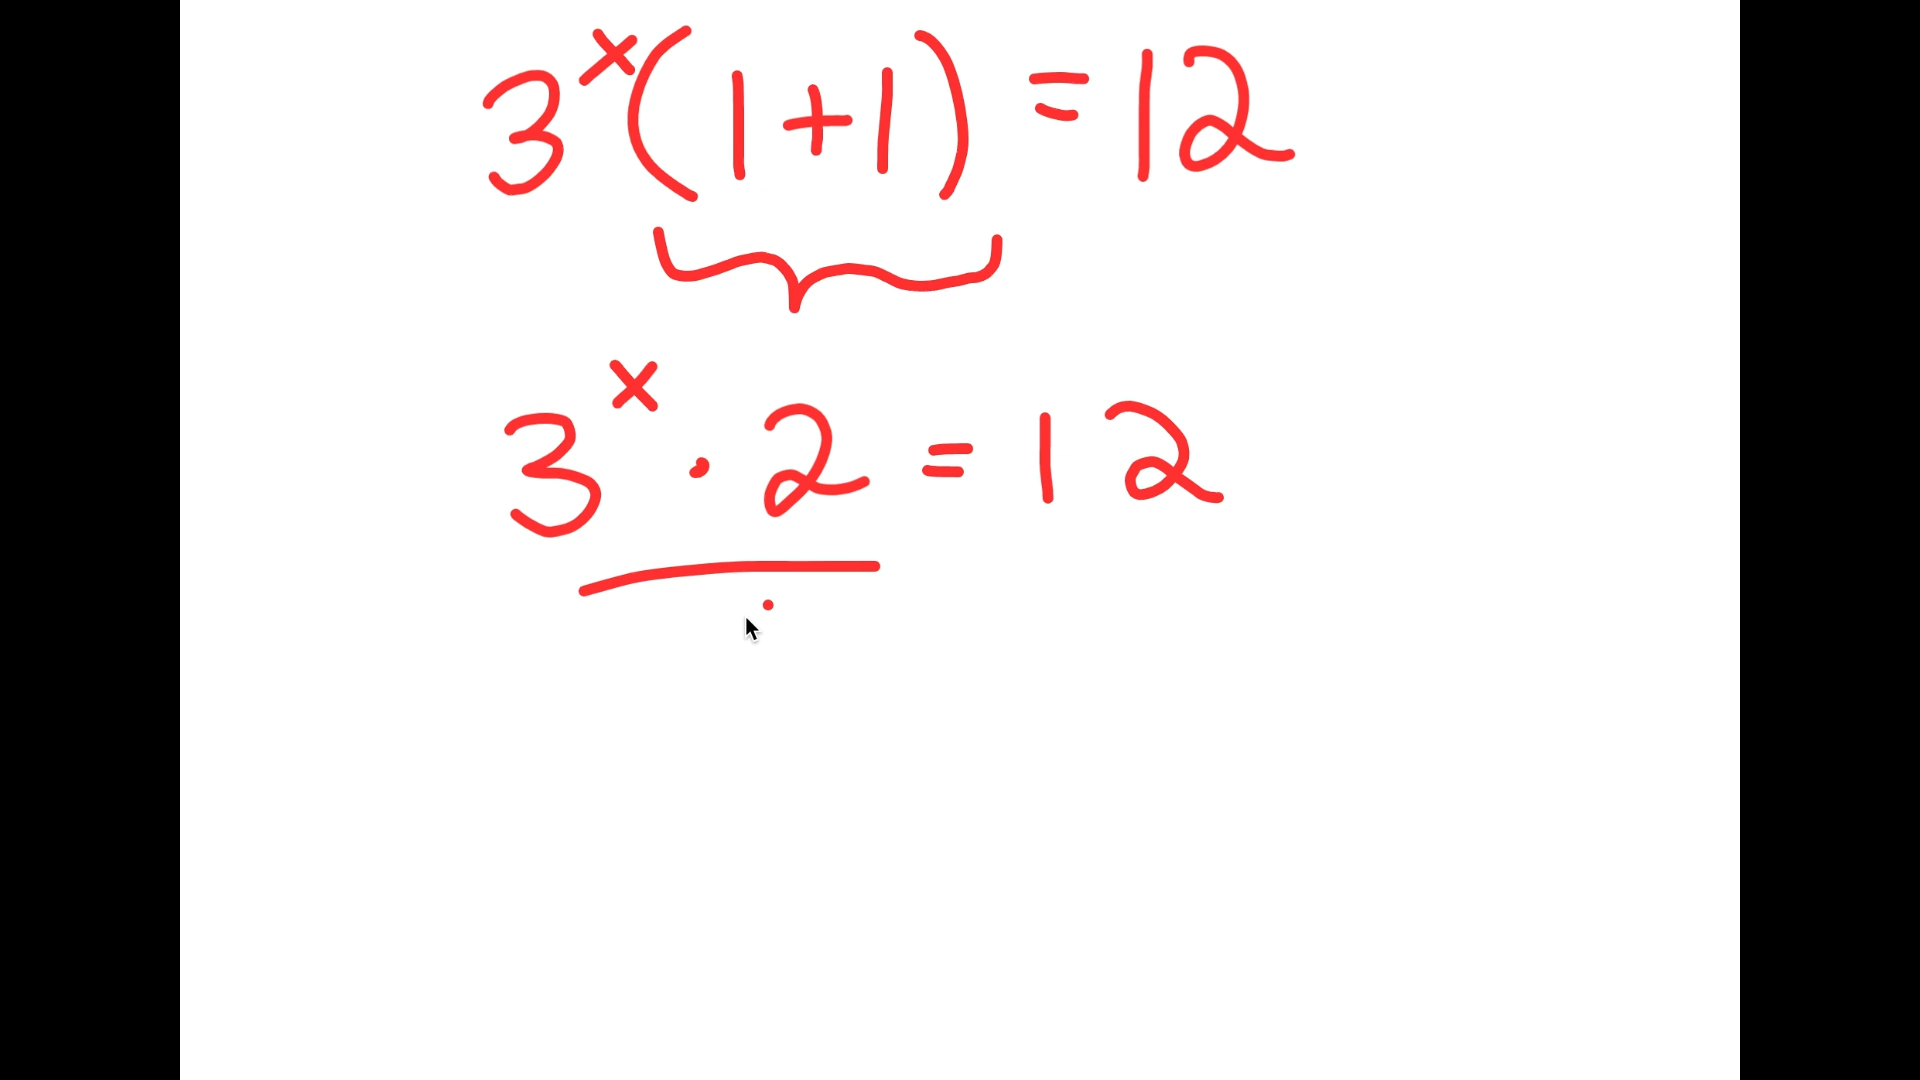 3^x(1+1) = 12
3^x · 2 = 12